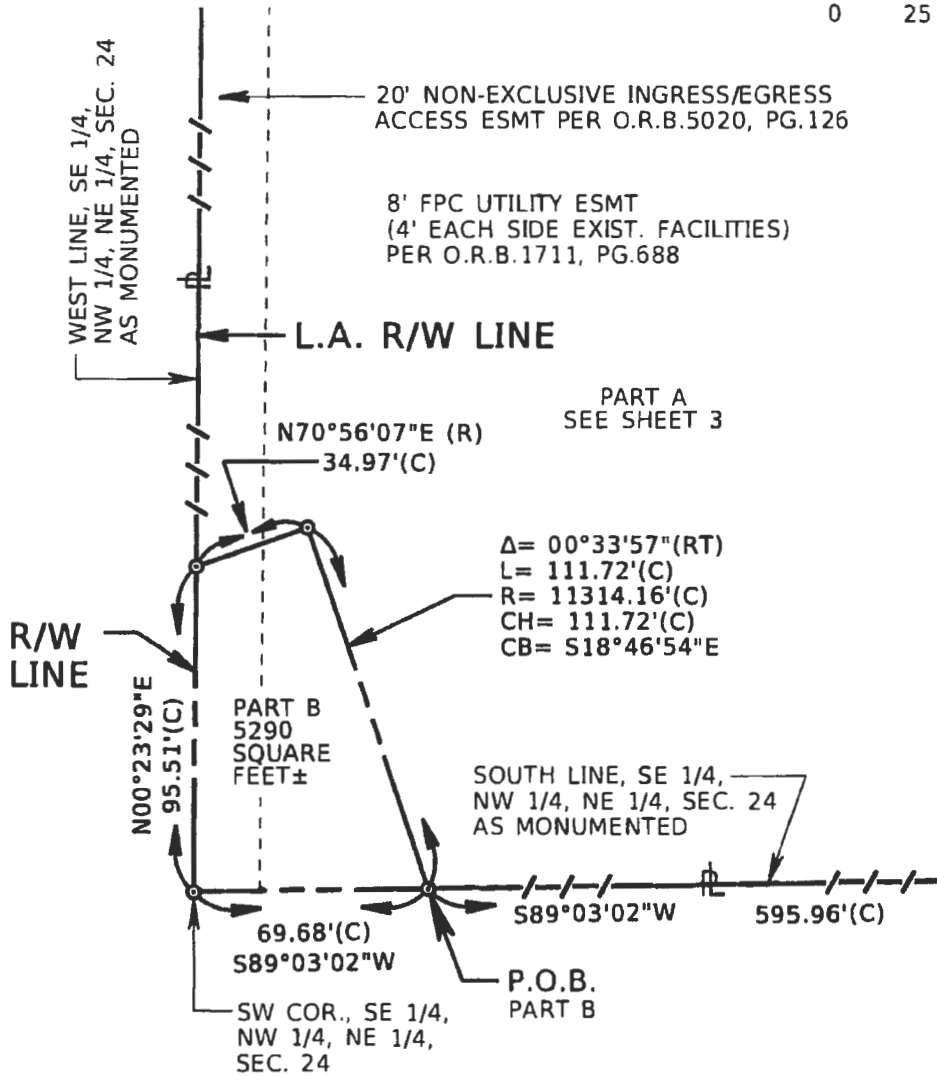 0 25
WEST LINE, SE 1/4,
NW 1/4, NE 1/4, SEC. 24
AS MONUMENTED
20' NON-EXCLUSIVE INGRESS/EGRESS
ACCESS ESMT PER O.R.B.5020, PG.126
8' FPC UTILITY ESMT
(4' EACH SIDE EXIST. FACILITIES)
PER O.R.B.1711, PG.688
PL
L.A. R/W LINE
PART A
SEE SHEET 3
N70°56'07"E (R)
34.97'(C)
Δ= 00°33'57"(RT)
L= 111.72'(C)
R= 11314.16'(C)
CH= 111.72'(C)
CB= S18°46'54"E
R/W
LINE
N00°23'29"E
95.51'(C)
PART B
5290
SQUARE
FEET±
SOUTH LINE, SE 1/4,
NW 1/4, NE 1/4, SEC. 24
AS MONUMENTED
PL
69.68'(C)
S89°03'02"W
S89°03'02"W
595.96'(C)
P.O.B.
PART B
SW COR., SE 1/4,
NW 1/4, NE 1/4,
SEC. 24